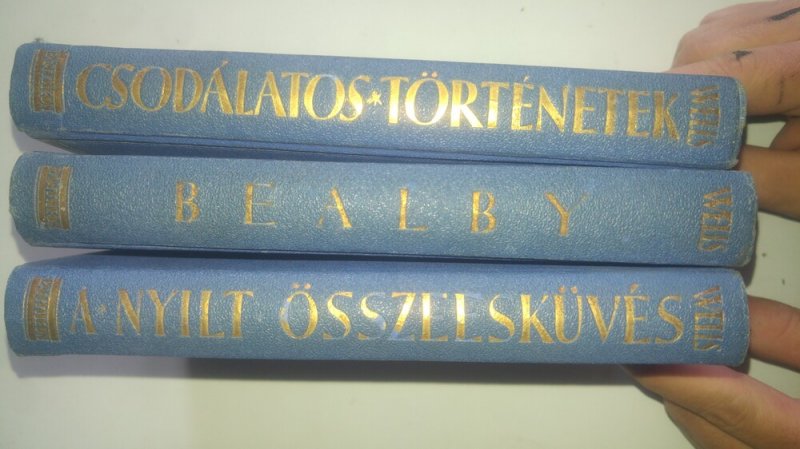 CSODÁLATOS*TÖRTÉNETEK
WELLS
BEALBY
WELLS
A*NYILT ÖSSZEESKÜVÉS
WELLS